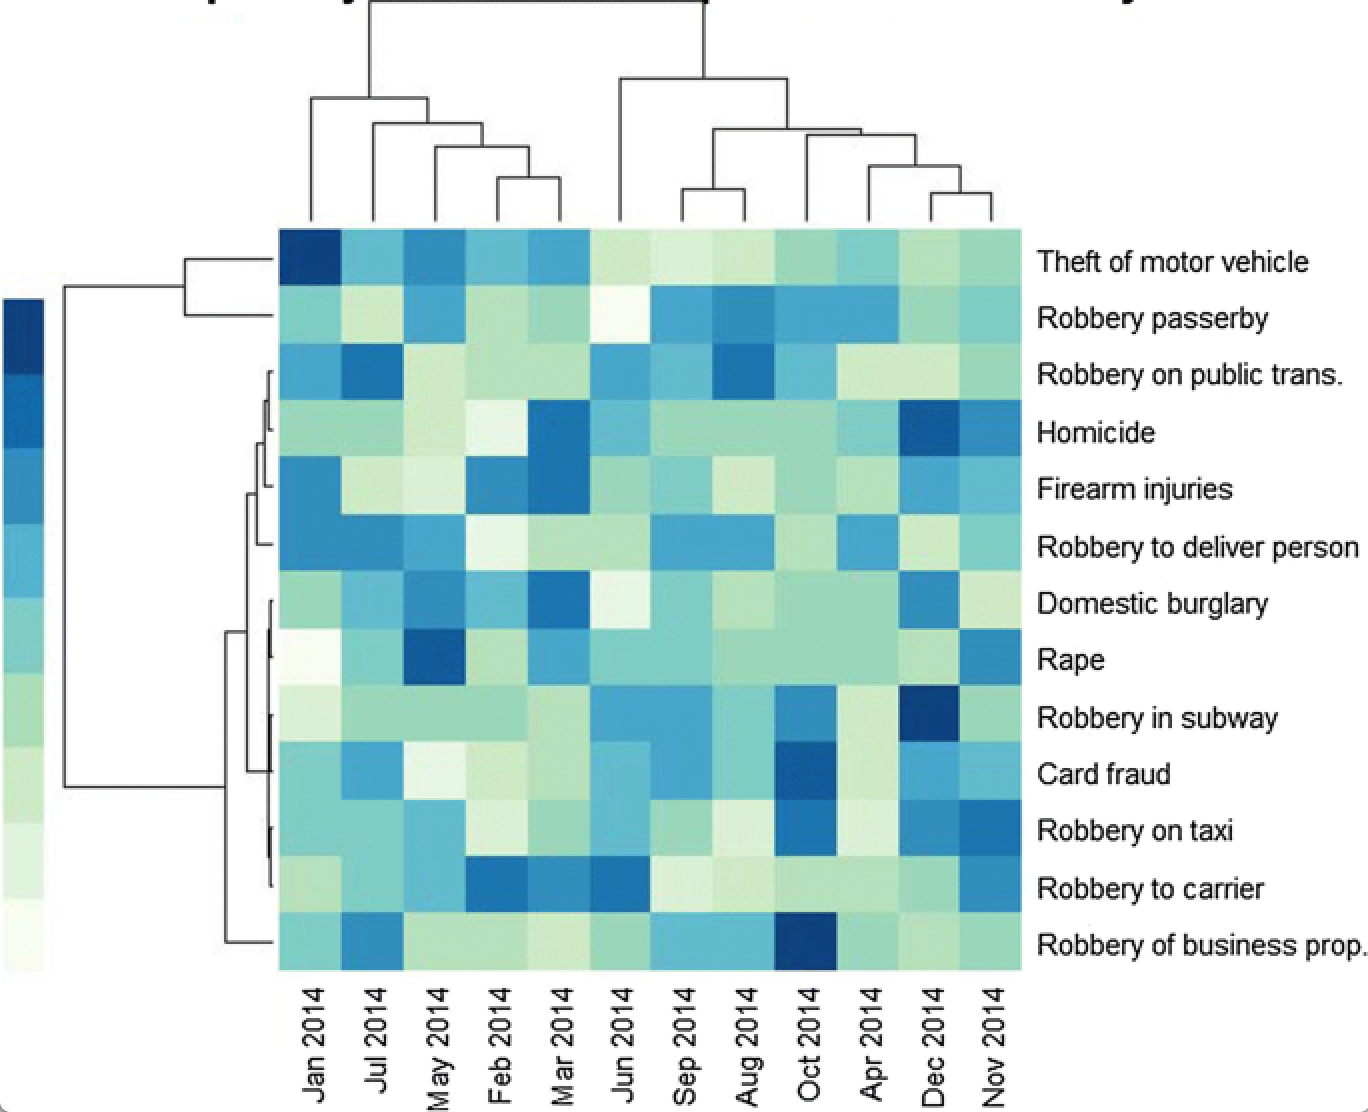 Theft of motor vehicle
Robbery passerby
Robbery on public trans.
Homicide
Firearm injuries
Robbery to deliver person
Domestic burglary
Rape
Robbery in subway
Card fraud
Robbery on taxi
Robbery to carrier
Robbery of business prop.
Jan 2014
Jul 2014
May 2014
Feb 2014
Mar 2014
Jun 2014
Sep 2014
Aug 2014
Oct 2014
Apr 2014
Dec 2014
Nov 2014